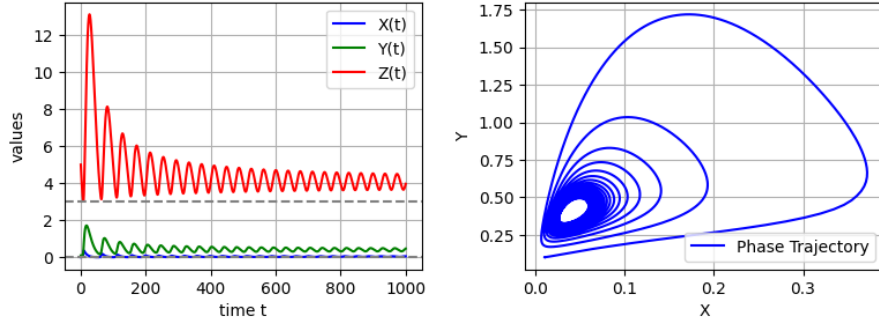 values
12
10
8
6
4
2
0
X(t)
Y(t)
Z(t)
0 200 400 600 800 1000
time t
Y
1.75
1.50
1.25
1.00
0.75
0.50
0.25
Phase Trajectory
0.0 0.1 0.2 0.3
X